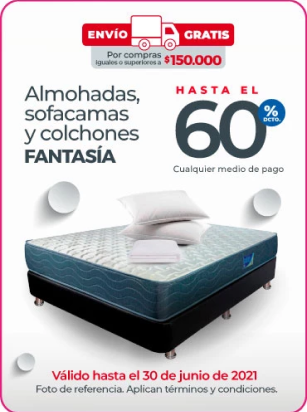 ENVÍO GRATIS
Por compras
iguales o superiores a $150.000
Almohadas,
sofacamas
y colchones
FANTASÍA
HASTA EL
60% DCTO.
Cualquier medio de pago
Válido hasta el 30 de junio de 2021
Foto de referencia. Aplican términos y condiciones.